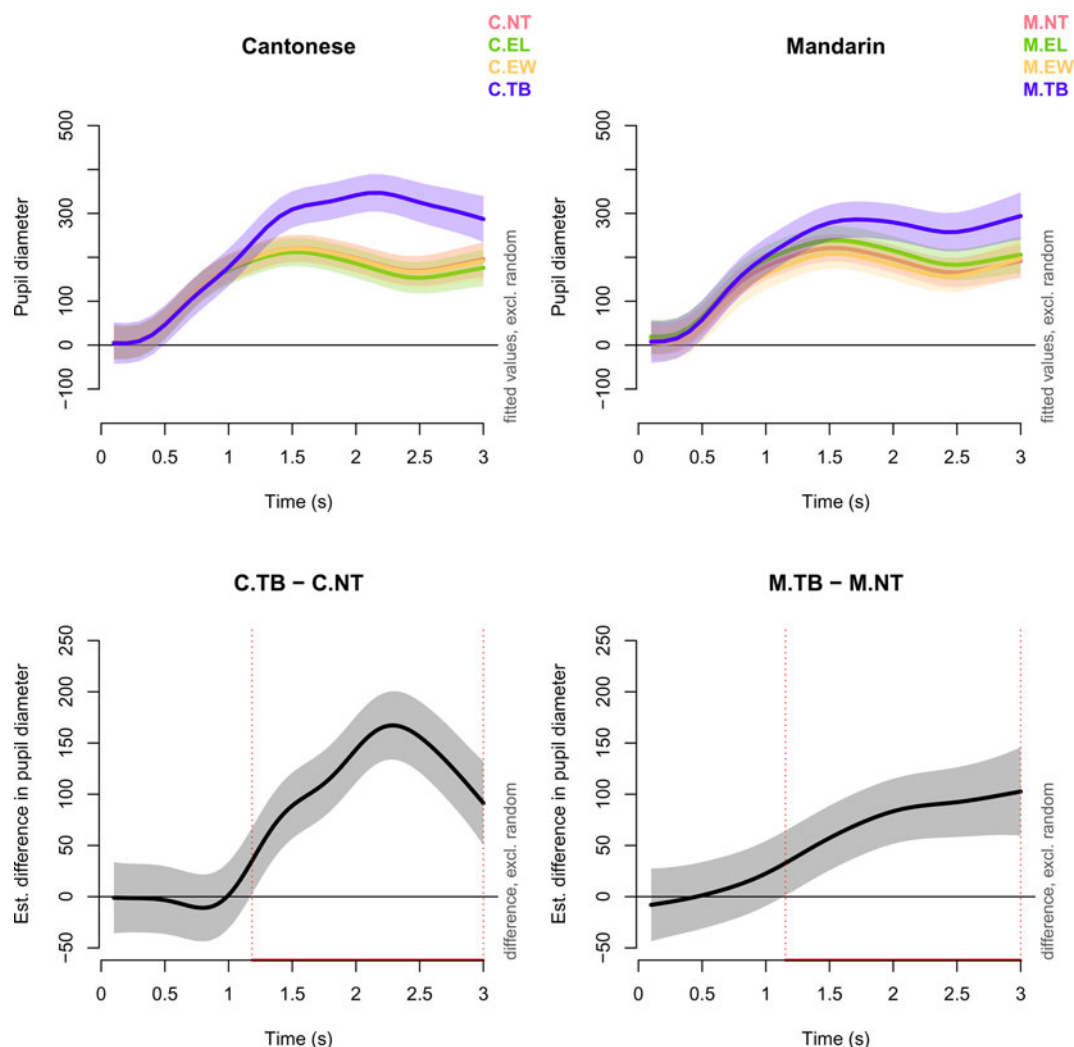 Cantonese
C.NT
C.EL
C.EW
C.TB
500
300
100
0
−100
Pupil diameter
fitted values, excl. random
0 0.5 1 1.5 2 2.5 3
Time (s)
Mandarin
M.NT
M.EL
M.EW
M.TB
500
300
100
0
−100
Pupil diameter
fitted values, excl. random
0 0.5 1 1.5 2 2.5 3
Time (s)
C.TB − C.NT
250
200
150
100
50
0
−50
Est. difference in pupil diameter
difference, excl. random
0 0.5 1 1.5 2 2.5 3
Time (s)
M.TB − M.NT
250
200
150
100
50
0
−50
Est. difference in pupil diameter
difference, excl. random
0 0.5 1 1.5 2 2.5 3
Time (s)